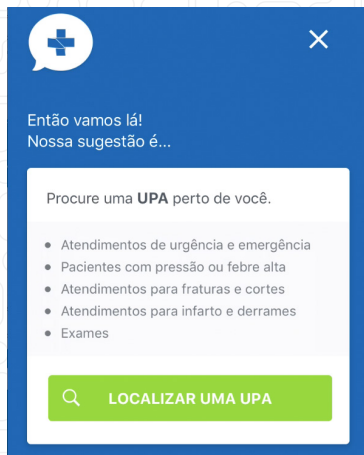 Então vamos lá!
Nossa sugestão é...
Procure uma UPA perto de você.
Atendimentos de urgência e emergência
Pacientes com pressão ou febre alta
Atendimentos para fraturas e cortes
Atendimentos para infarto e derrames
Exames
LOCALIZAR UMA UPA